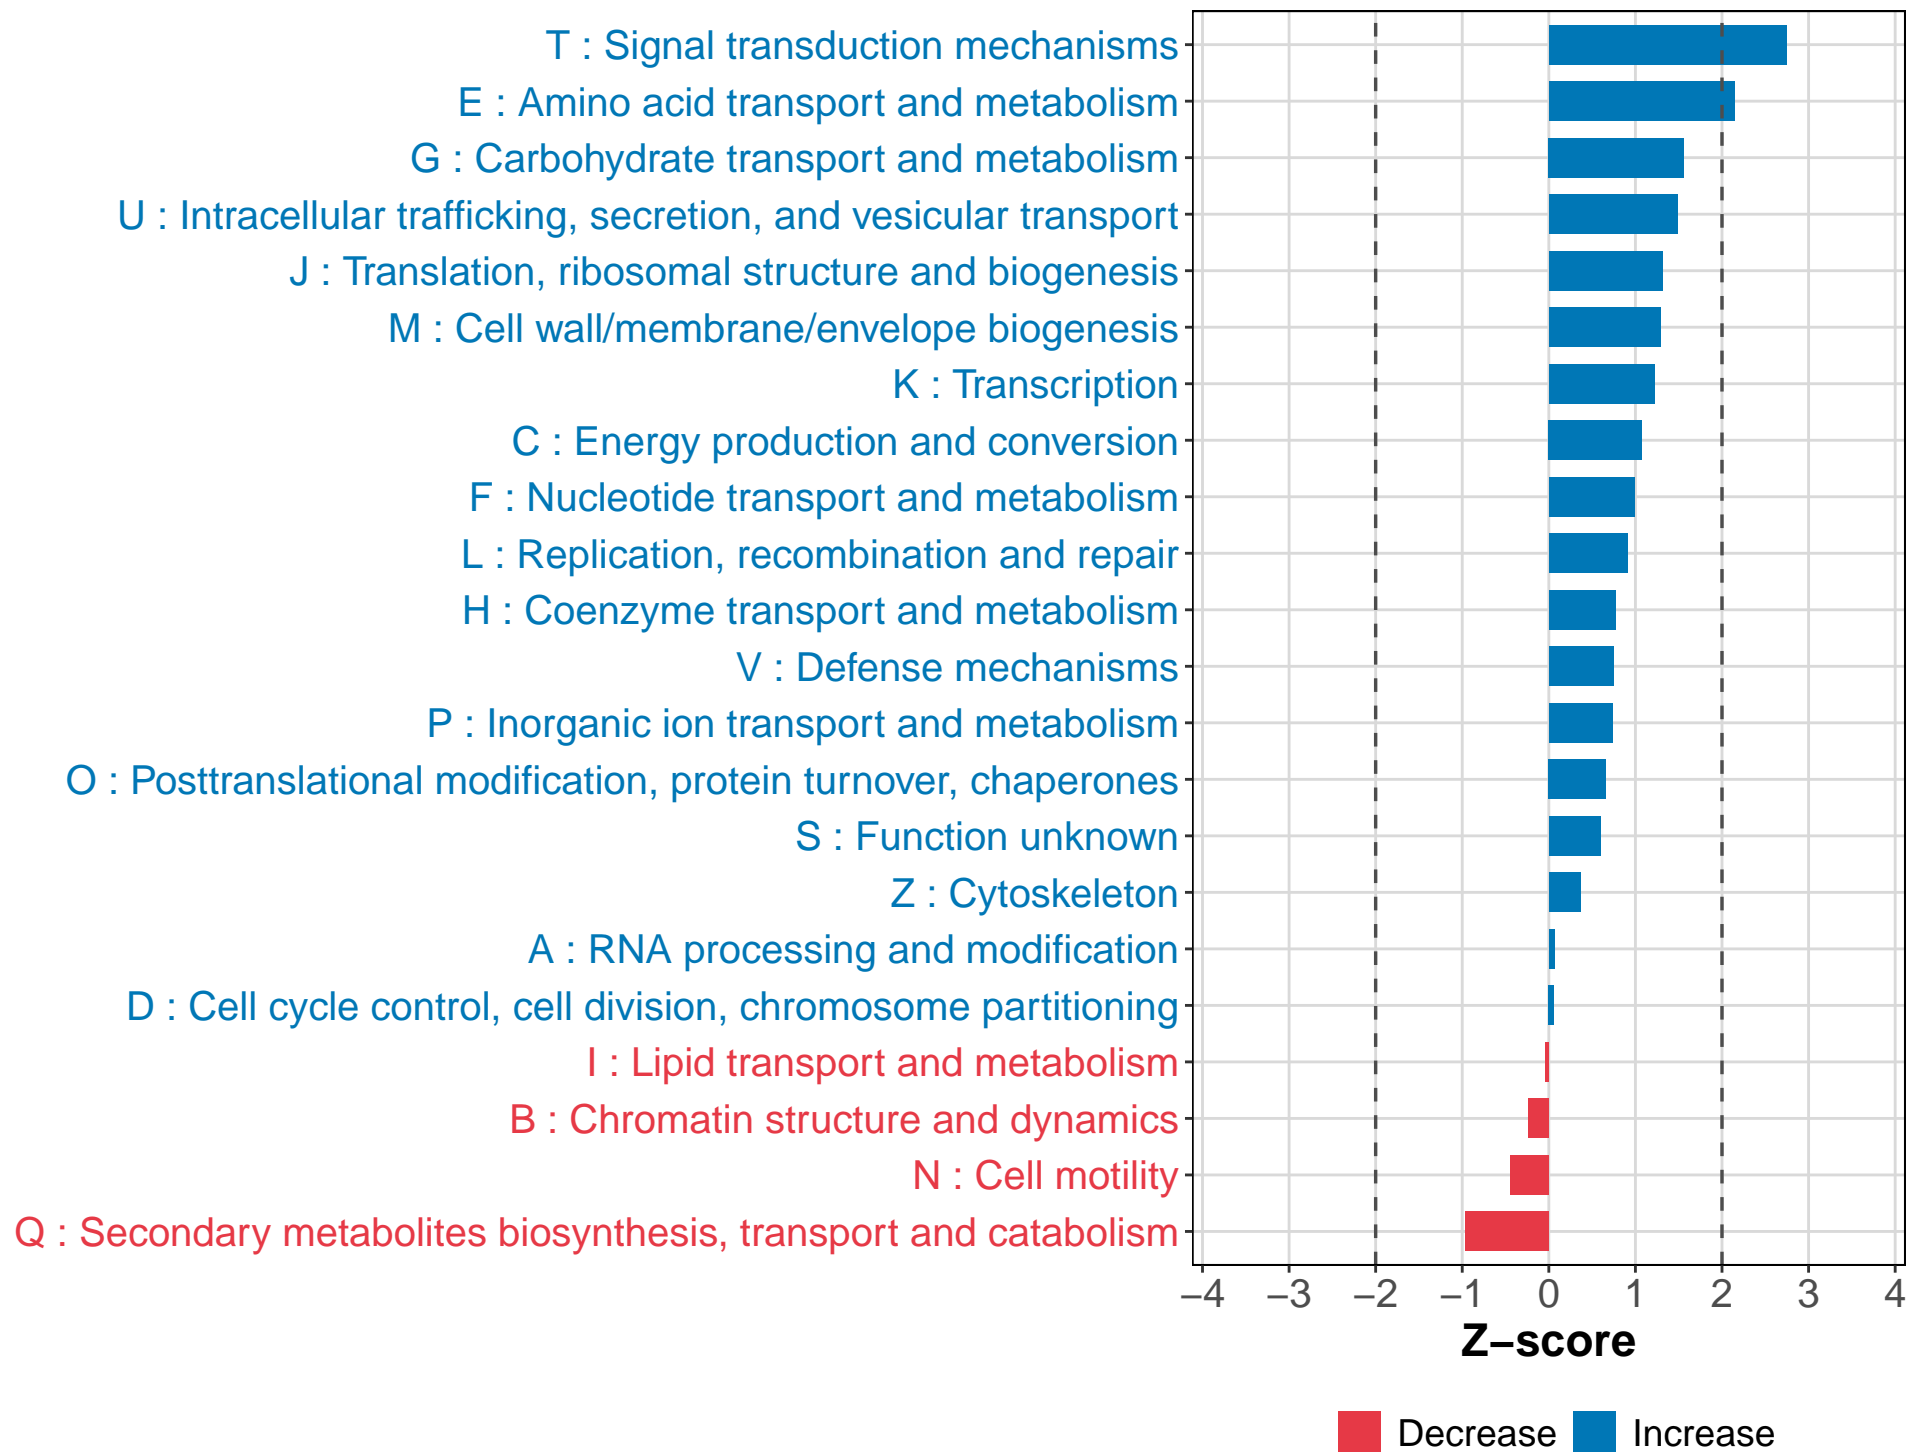 T : Signal transduction mechanisms
E : Amino acid transport and metabolism
G : Carbohydrate transport and metabolism
U : Intracellular trafficking, secretion, and vesicular transport
J : Translation, ribosomal structure and biogenesis
M : Cell wall/membrane/envelope biogenesis
K : Transcription
C : Energy production and conversion
F : Nucleotide transport and metabolism
L : Replication, recombination and repair
H : Coenzyme transport and metabolism
V : Defense mechanisms
P : Inorganic ion transport and metabolism
O : Posttranslational modification, protein turnover, chaperones
S : Function unknown
Z : Cytoskeleton
A : RNA processing and modification
D : Cell cycle control, cell division, chromosome partitioning
I : Lipid transport and metabolism
B : Chromatin structure and dynamics
N : Cell motility
Q : Secondary metabolites biosynthesis, transport and catabolism
−4 −3 −2 −1 0 1 2 3 4
Z−score
Decrease Increase